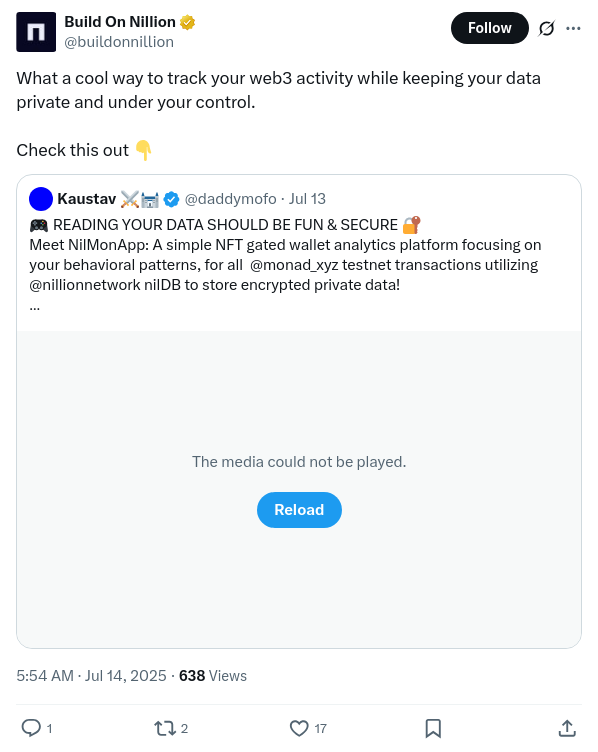 Build On Nillion
@buildonnillion
Follow
What a cool way to track your web3 activity while keeping your data
private and under your control.
Check this out 👇
Kaustav ⚔️🏰 @daddymofo · Jul 13
🎮 READING YOUR DATA SHOULD BE FUN & SECURE 🔐
Meet NilMonApp: A simple NFT gated wallet analytics platform focusing on
your behavioral patterns, for all @monad_xyz testnet transactions utilizing
@nillionnetwork nilDB to store encrypted private data!
...
The media could not be played.
Reload
5:54 AM · Jul 14, 2025 · 638 Views
1
2
17